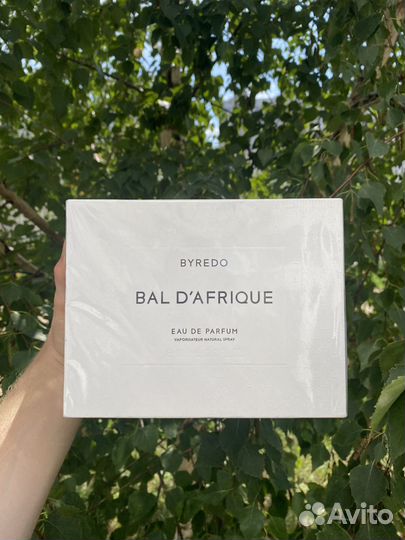 BYREDO
BAL D'AFRIQUE
EAU DE PARFUM
VAPORISATEUR NATURAL SPRAY
Avito